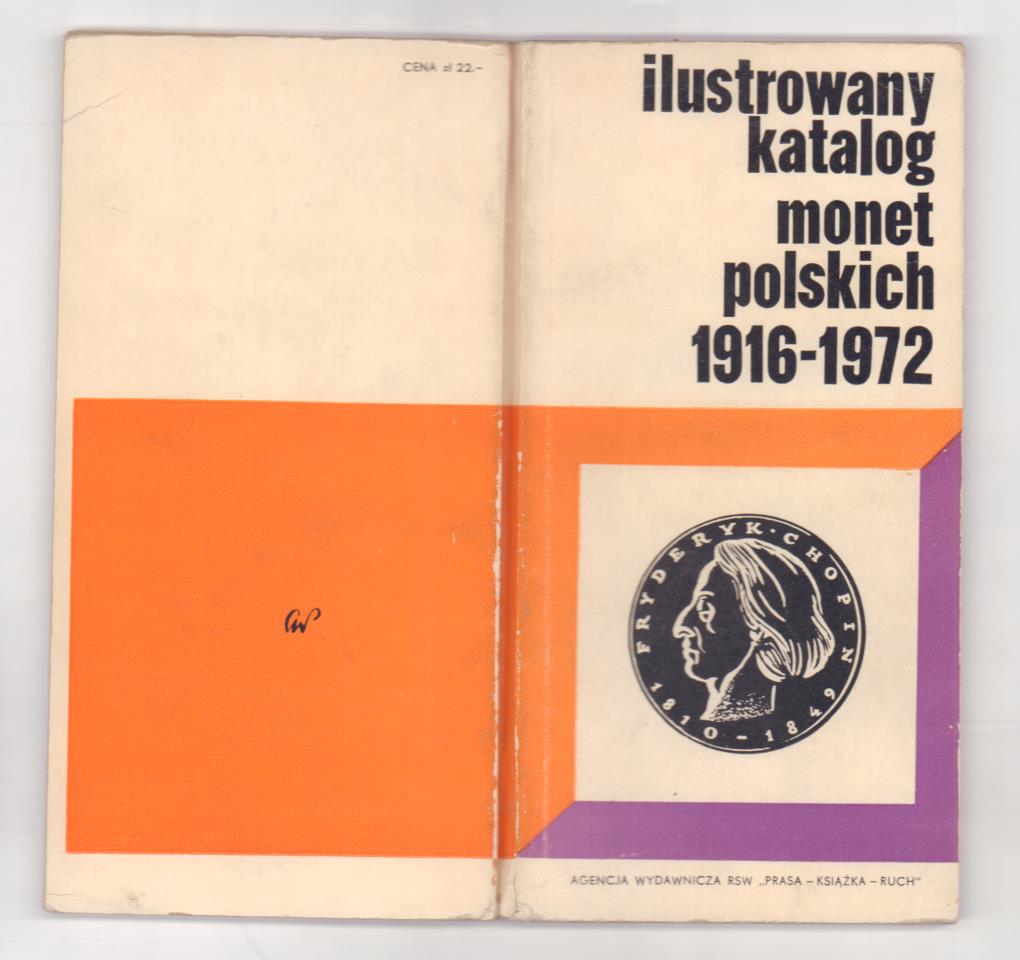 CENA zł 22.–
ilustrowany
katalog
monet
polskich
1916-1972
FRYDERYK·CHOPIN
1810–1849
AGENCJA WYDAWNICZA RSW „PRASA – KSIĄŻKA – RUCH"